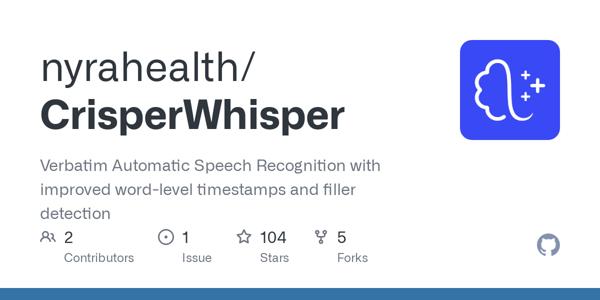 nyrahealth/
CrisperWhisper
Verbatim Automatic Speech Recognition with
improved word-level timestamps and filler
detection
2 1 104 5
Contributors Issue Stars Forks